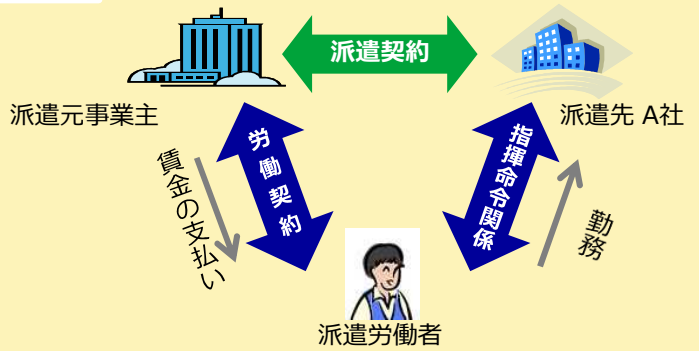 派遣契約
派遣元事業主
派遣先 A社
労働契約
指揮命令関係
賃金の支払い
勤務
派遣労働者